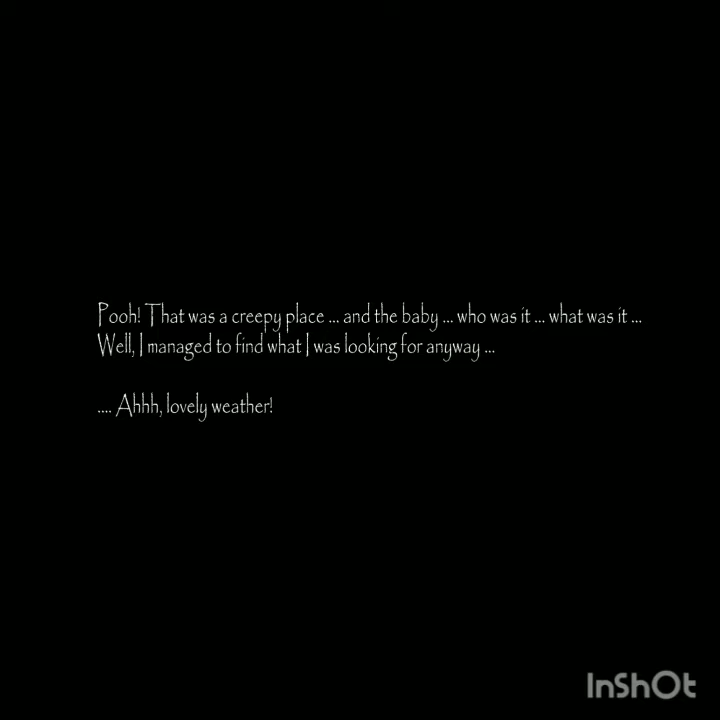 Pooh! That was a creepy place ... and the baby ... who was it ... what was it ...
Well, I managed to find what I was looking for anyway ...
.... Ahhh, lovely weather!
InShOt